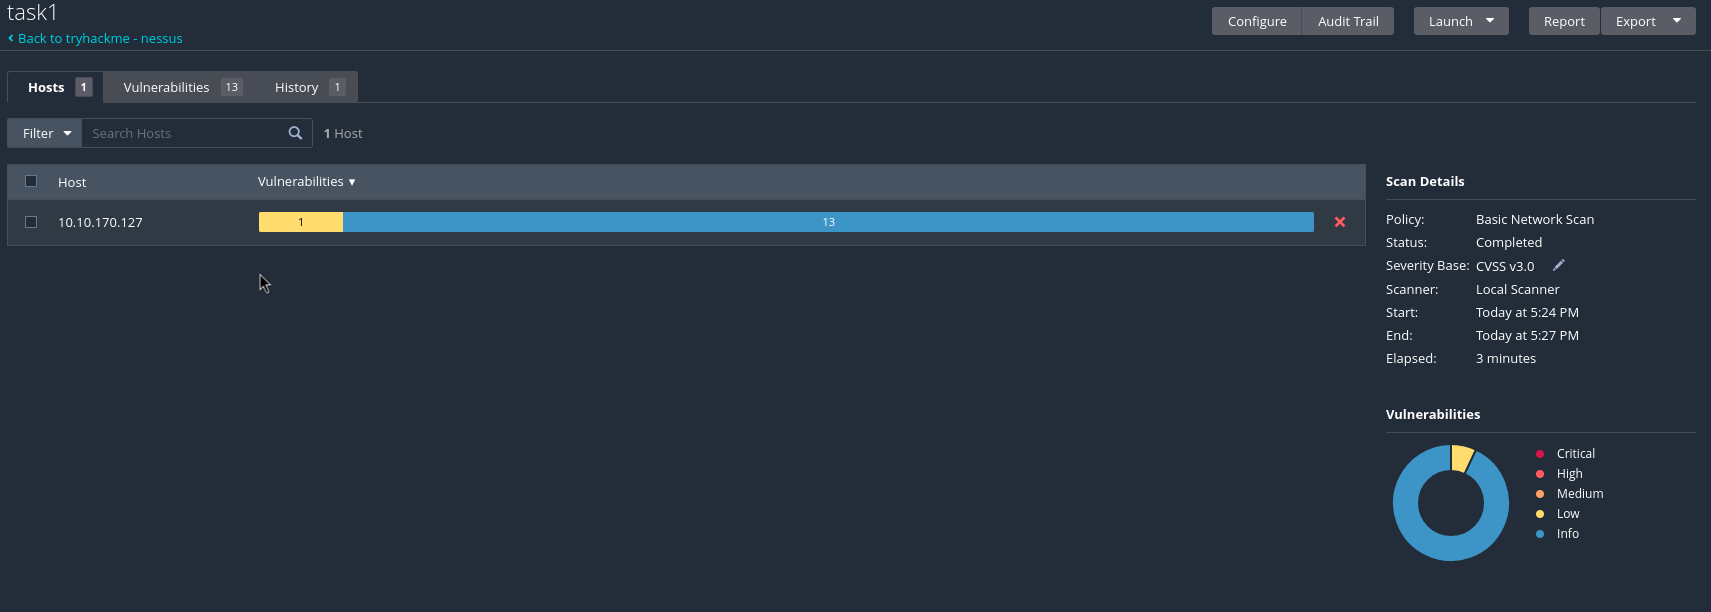 task1
Back to tryhackme - nessus
Configure Audit Trail Launch Report Export
Hosts 1 Vulnerabilities 13 History 1
Filter Search Hosts 1 Host
Host Vulnerabilities
10.10.170.127 1 13
Scan Details
Policy: Basic Network Scan
Status: Completed
Severity Base: CVSS v3.0
Scanner: Local Scanner
Start: Today at 5:24 PM
End: Today at 5:27 PM
Elapsed: 3 minutes
Vulnerabilities
Critical
High
Medium
Low
Info